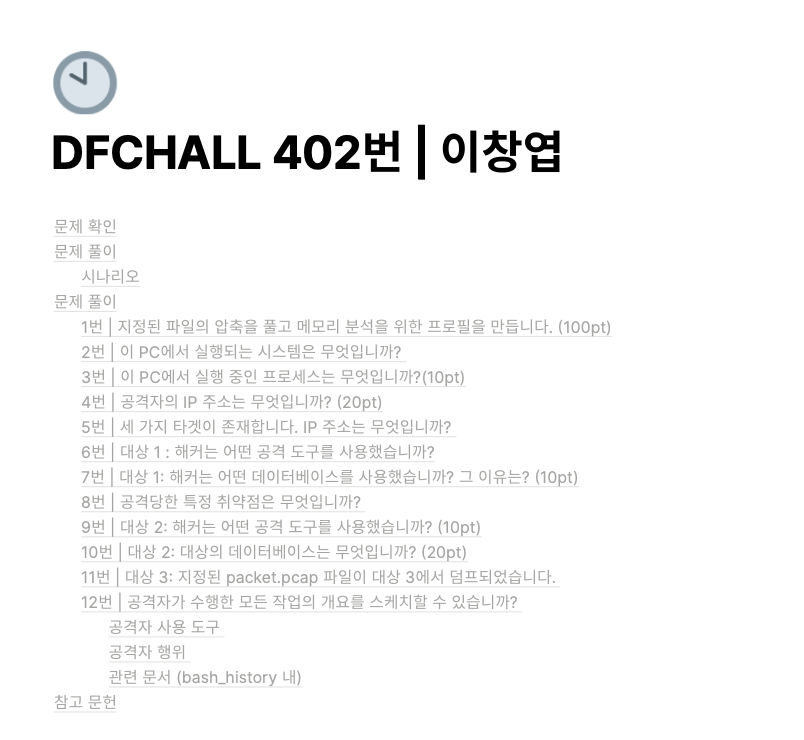 DFCHALL 402번 | 이창엽
문제 확인
문제 풀이
시나리오
문제 풀이
1번 | 지정된 파일의 압축을 풀고 메모리 분석을 위한 프로필을 만듭니다. (100pt)
2번 | 이 PC에서 실행되는 시스템은 무엇입니까?
3번 | 이 PC에서 실행 중인 프로세스는 무엇입니까?(10pt)
4번 | 공격자의 IP 주소는 무엇입니까? (20pt)
5번 | 세 가지 타겟이 존재합니다. IP 주소는 무엇입니까?
6번 | 대상 1 : 해커는 어떤 공격 도구를 사용했습니까?
7번 | 대상 1: 해커는 어떤 데이터베이스를 사용했습니까? 그 이유는? (10pt)
8번 | 공격당한 특정 취약점은 무엇입니까?
9번 | 대상 2: 해커는 어떤 공격 도구를 사용했습니까? (10pt)
10번 | 대상 2: 대상의 데이터베이스는 무엇입니까? (20pt)
11번 | 대상 3: 지정된 packet.pcap 파일이 대상 3에서 덤프되었습니다.
12번 | 공격자가 수행한 모든 작업의 개요를 스케치할 수 있습니까?
공격자 사용 도구
공격자 행위
관련 문서 (bash_history 내)
참고 문헌